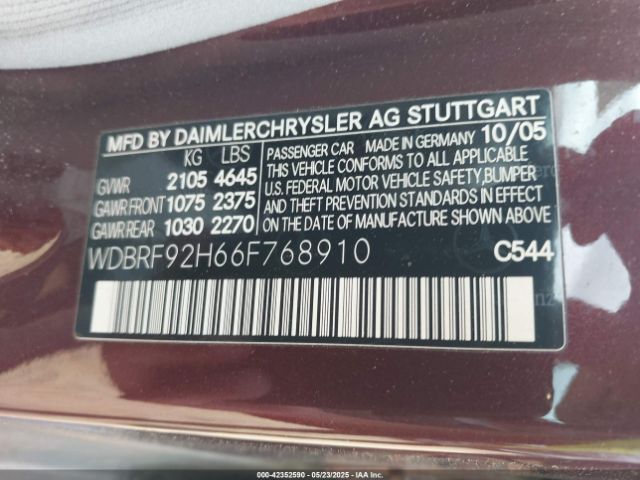 MFD BY DAIMLERCHRYSLER AG STUTTGART
KG LBS
GVWR 2105 4645
GAWR FRONT 1075 2375
GAWR REAR 1030 2270
PASSENGER CAR MADE IN GERMANY 10/05
THIS VEHICLE CONFORMS TO ALL APPLICABLE
U.S. FEDERAL MOTOR VEHICLE SAFETY, BUMPER
AND THEFT PREVENTION STANDARDS IN EFFECT
ON THE DATE OF MANUFACTURE SHOWN ABOVE
WDBRF92H66F768910 C544
000-42352590 - 05/23/2025 - IAA Inc.